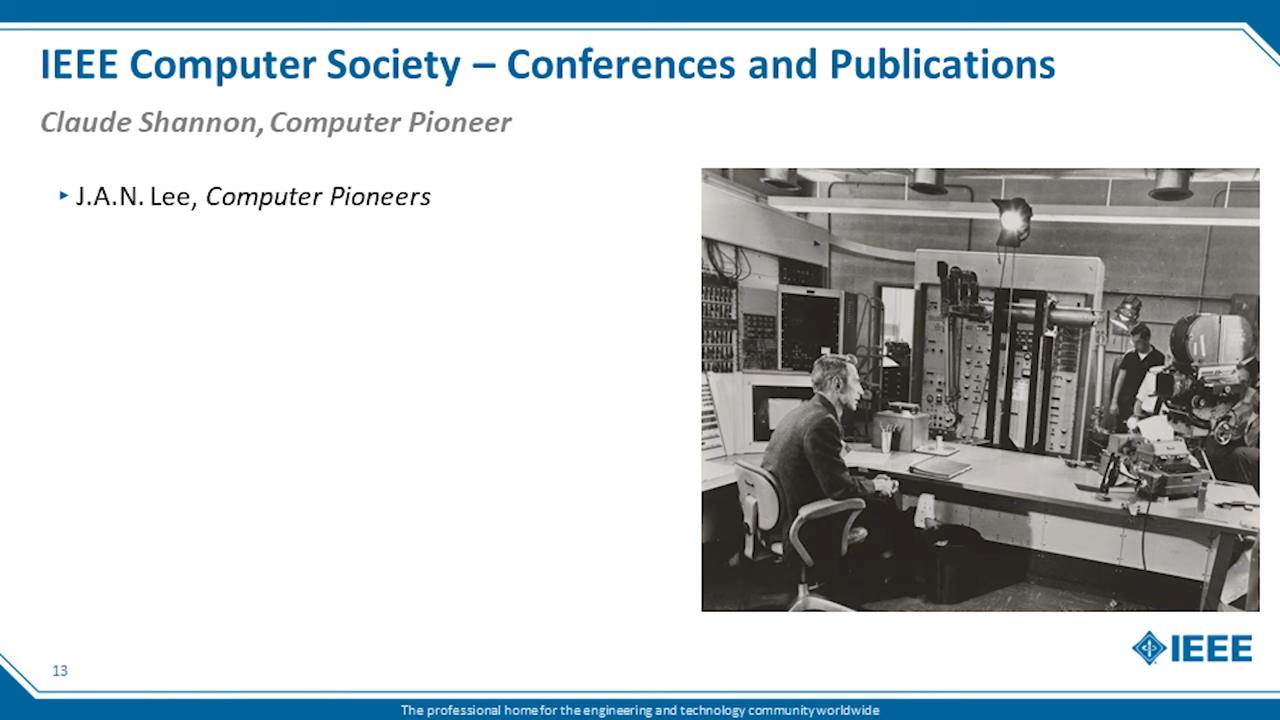 IEEE Computer Society – Conferences and Publications
Claude Shannon, Computer Pioneer
▸ J.A.N. Lee, Computer Pioneers
IEEE
13
The professional home for the engineering and technology community worldwide